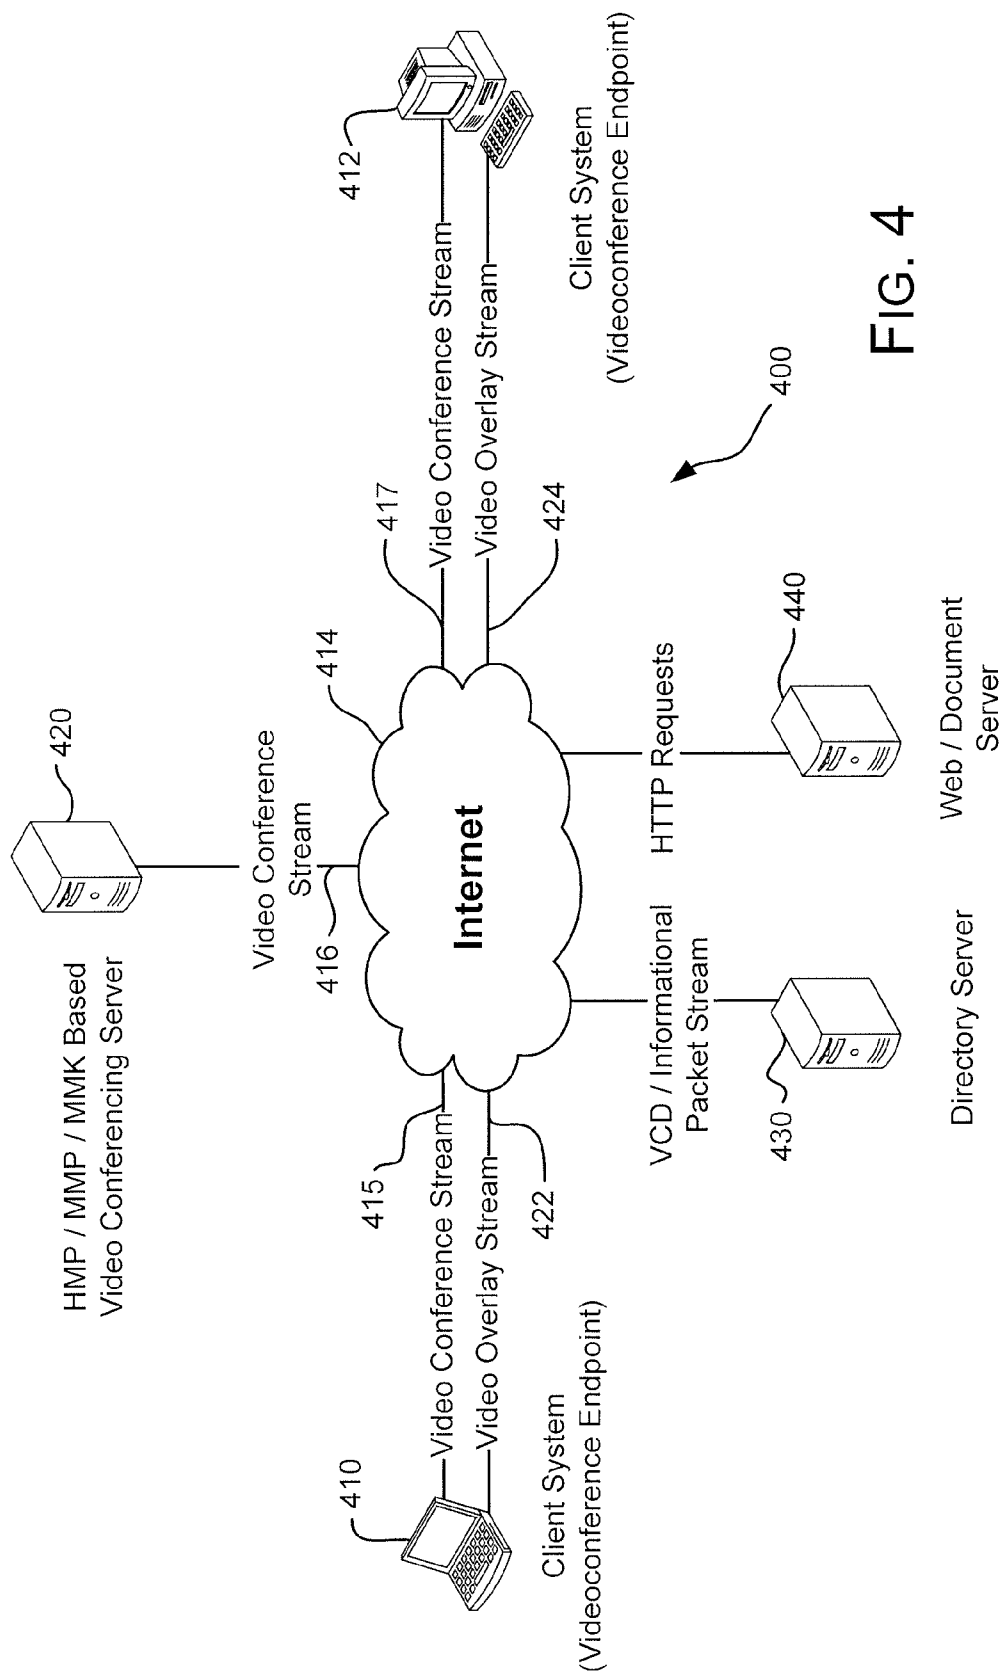 HMP / MMP / MMK Based
Video Conferencing Server
420
Video Conference
Stream
416
414
410
415
417
412
Video Conference Stream
Video Conference Stream
Internet
Video Overlay Stream
Video Overlay Stream
422
424
Client System
(Videoconference Endpoint)
Client System
(Videoconference Endpoint)
VCD / Informational
Packet Stream
HTTP Requests
430
440
400
Directory Server
Web / Document
Server
FIG. 4